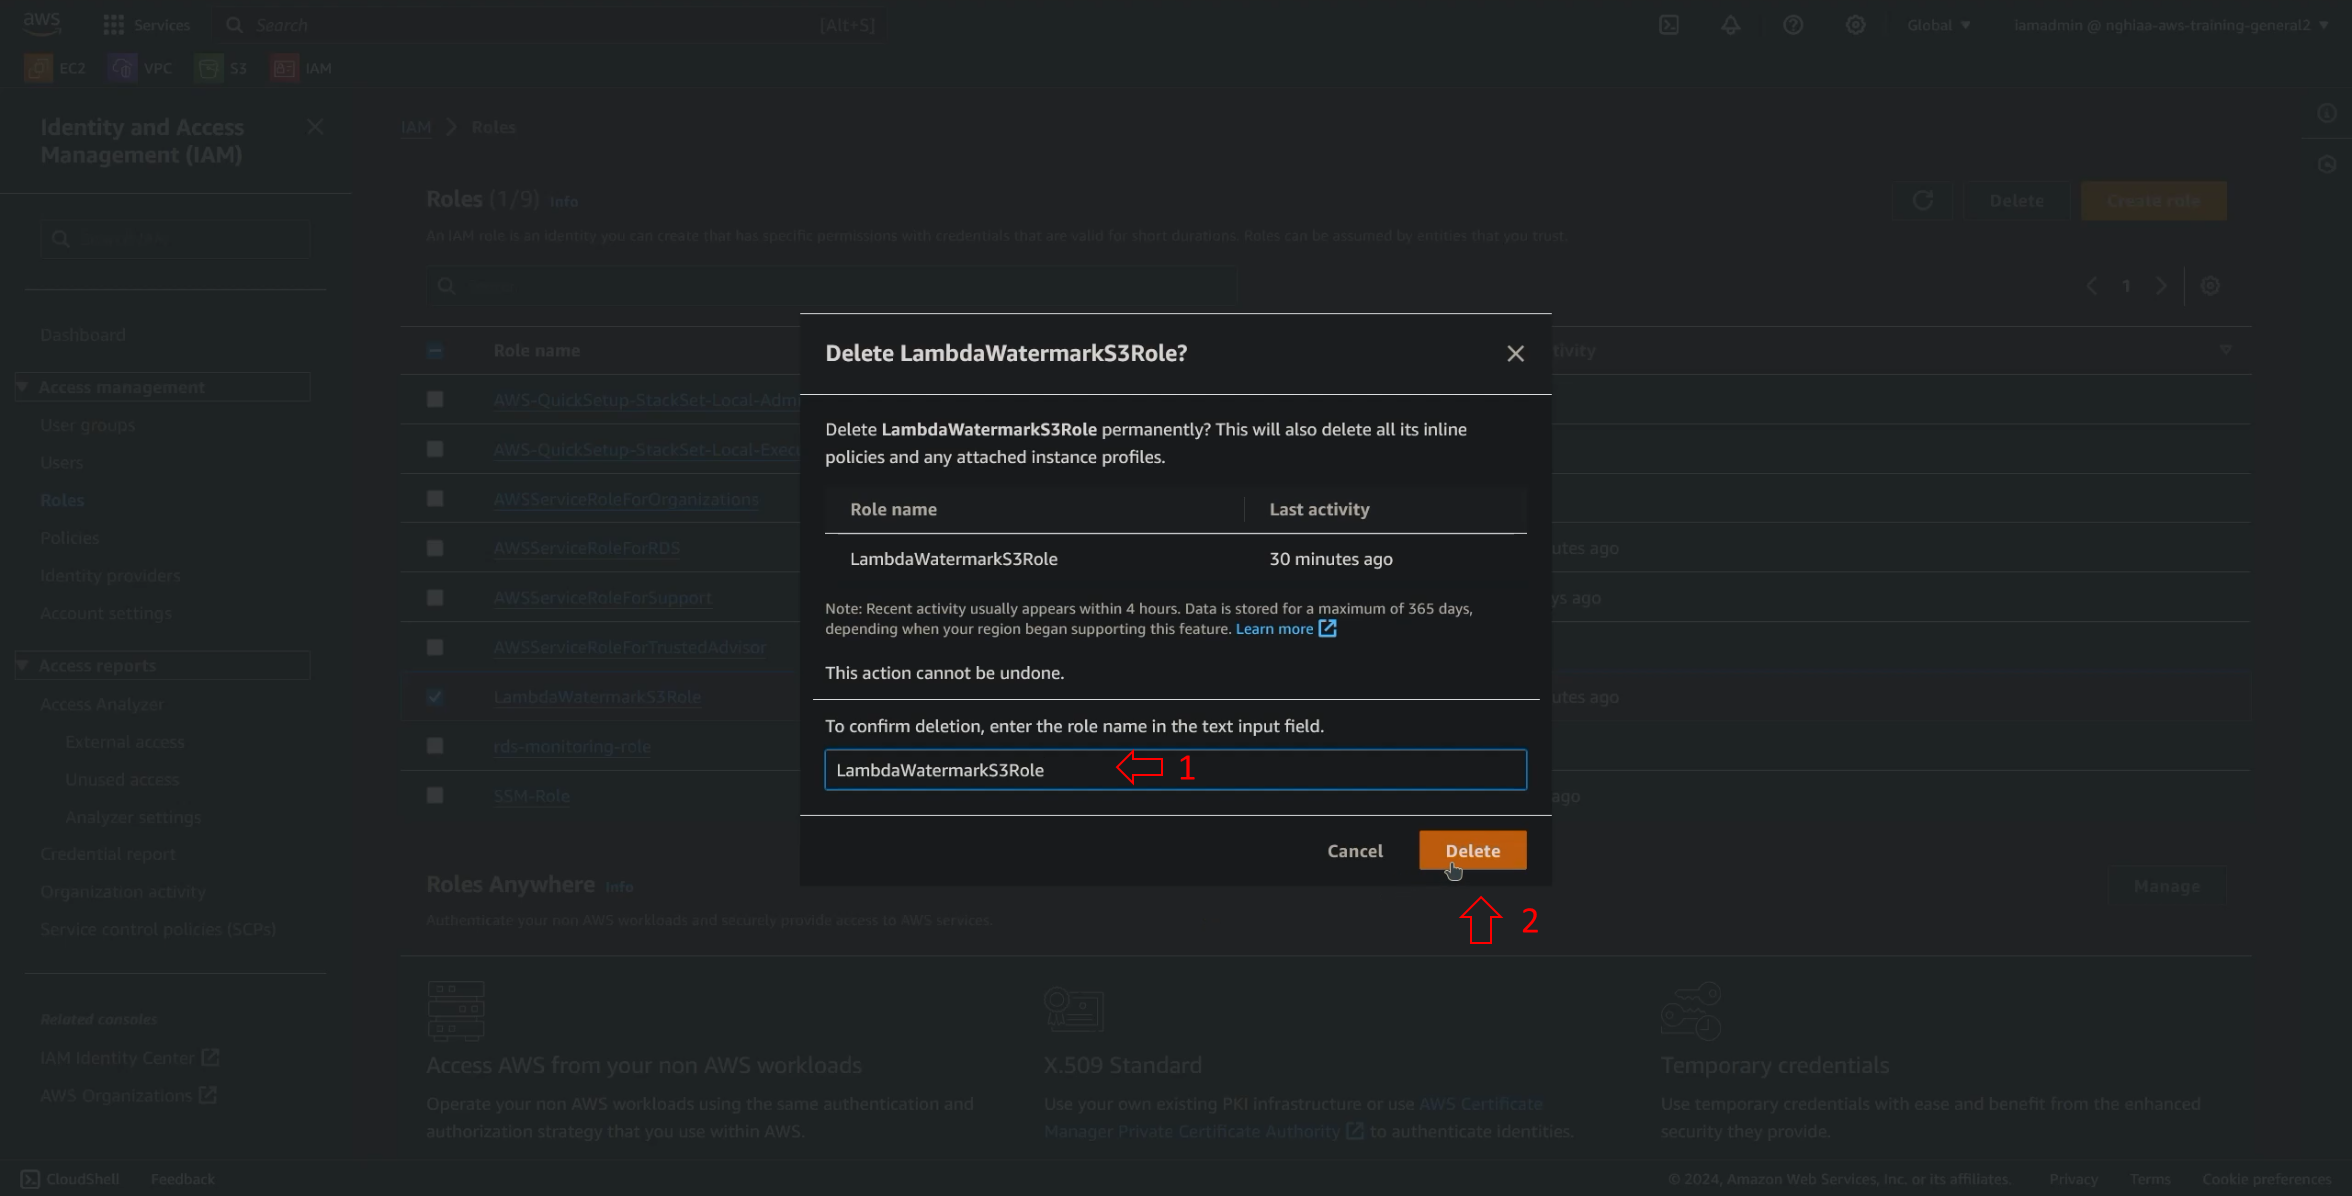 aws
Services
Search
[Alt+S]
Global
iamadmin @ nghiaa-aws-training-general2
EC2
VPC
S3
IAM
Identity and Access
Management (IAM)
Dashboard
Access management
User groups
Users
Roles
Policies
Identity providers
Account settings
Access reports
Access Analyzer
External access
Unused access
Analyzer settings
Credential report
Organization activity
Service control policies (SCPs)
Related consoles
IAM Identity Center
AWS Organizations
IAM > Roles
Roles (1/9) Info
Delete
Create role
An IAM role is an identity you can create that has specific permissions with credentials that are valid for short durations. Roles can be assumed by entities that you trust.
1
Role name
tivity
AWS-QuickSetup-StackSet-Local-Adm
AWS-QuickSetup-StackSet-Local-Execu
AWSServiceRoleForOrganizations
AWSServiceRoleForRDS
utes ago
AWSServiceRoleForSupport
ys ago
AWSServiceRoleForTrustedAdvisor
LambdaWatermarkS3Role
utes ago
rds-monitoring-role
SSM-Role
ago
Delete LambdaWatermarkS3Role?
Delete LambdaWatermarkS3Role permanently? This will also delete all its inline
policies and any attached instance profiles.
Role name
Last activity
LambdaWatermarkS3Role
30 minutes ago
Note: Recent activity usually appears within 4 hours. Data is stored for a maximum of 365 days,
depending when your region began supporting this feature. Learn more
This action cannot be undone.
To confirm deletion, enter the role name in the text input field.
LambdaWatermarkS3Role
1
Cancel
Delete
2
Roles Anywhere Info
Manage
Authenticate your non AWS workloads and securely provide access to AWS services.
Access AWS from your non AWS workloads
Operate your non AWS workloads using the same authentication and
authorization strategy that you use within AWS.
X.509 Standard
Use your own existing PKI infrastructure or use AWS Certificate
Manager Private Certificate Authority to authenticate identities.
Temporary credentials
Use temporary credentials with ease and benefit from the enhanced
security they provide.
CloudShell
Feedback
© 2024, Amazon Web Services, Inc. or its affiliates.
Privacy
Terms
Cookie preferences